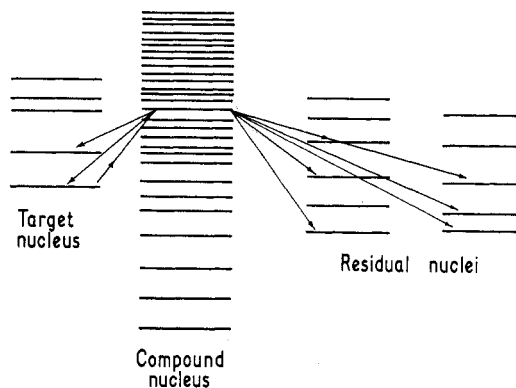 Target
nucleus
Residual nuclei
Compound
nucleus